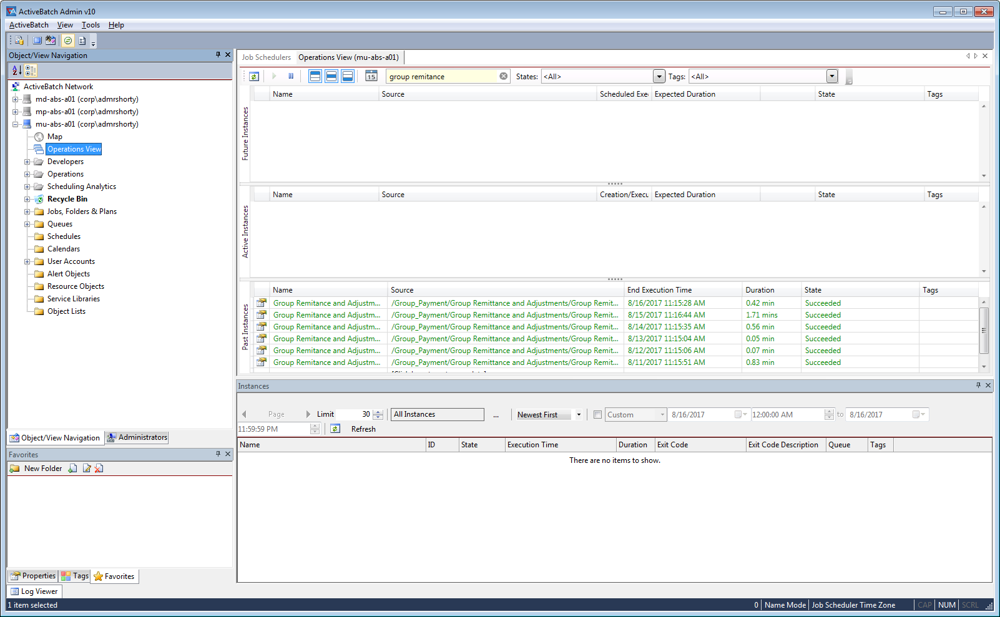 ActiveBatch Admin v10
ActiveBatch View Tools Help
Object/View Navigation
ActiveBatch Network
md-abs-a01 (corp\admrshorty)
mp-abs-a01 (corp\admrshorty)
mu-abs-a01 (corp\admrshorty)
Map
Operations View
Developers
Operations
Scheduling Analytics
Recycle Bin
Jobs, Folders & Plans
Queues
Schedules
Calendars
User Accounts
Alert Objects
Resource Objects
Service Libraries
Object Lists
Object/View Navigation Administrators
Favorites
New Folder
Properties Tags Favorites
Log Viewer
Job Schedulers Operations View (mu-abs-a01)
15 group remitance States: <All> Tags: <All>
Future Instances
Name Source Scheduled Exe Expected Duration State Tags
Active Instances
Name Source Creation/Execu Expected Duration State Tags
Past Instances
Name Source End Execution Time Duration State Tags
Group Remitance and Adjustm... /Group_Payment/Group Remittance and Adjustments/Group Remit... 8/16/2017 11:15:28 AM 0.42 min Succeeded
Group Remitance and Adjustm... /Group_Payment/Group Remittance and Adjustments/Group Remit... 8/15/2017 11:16:44 AM 1.71 mins Succeeded
Group Remitance and Adjustm... /Group_Payment/Group Remittance and Adjustments/Group Remit... 8/14/2017 11:15:35 AM 0.56 min Succeeded
Group Remitance and Adjustm... /Group_Payment/Group Remittance and Adjustments/Group Remit... 8/13/2017 11:15:04 AM 0.05 min Succeeded
Group Remitance and Adjustm... /Group_Payment/Group Remittance and Adjustments/Group Remit... 8/12/2017 11:15:06 AM 0.07 min Succeeded
Group Remitance and Adjustm... /Group_Payment/Group Remittance and Adjustments/Group Remit... 8/11/2017 11:15:51 AM 0.83 min Succeeded
Instances
Page Limit 30 All Instances ... Newest First Custom 8/16/2017 12:00:00 AM to 8/16/2017
11:59:59 PM Refresh
Name ID State Execution Time Duration Exit Code Exit Code Description Queue Tags
There are no items to show.
1 item selected 0 Name Mode Job Scheduler Time Zone CAP NUM SCRL